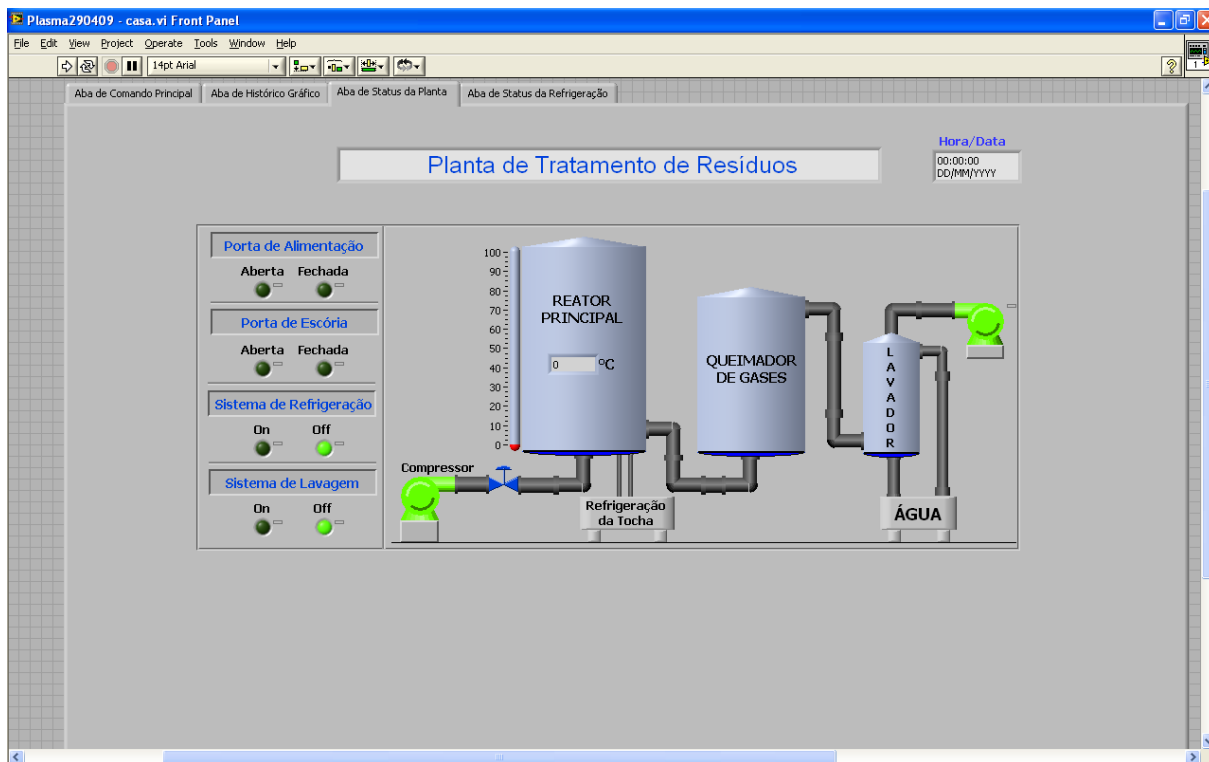 Plasma290409 - casa.vi Front Panel
File Edit View Project Operate Tools Window Help
14pt Arial
1
Aba de Comando Principal Aba de Histórico Gráfico Aba de Status da Planta Aba de Status da Refrigeração
Planta de Tratamento de Resíduos
Hora/Data
00:00:00
DD/MM/YYYY
Porta de Alimentação
Aberta Fechada
Porta de Escória
Aberta Fechada
Sistema de Refrigeração
On Off
Sistema de Lavagem
On Off
100
90
80
70
60
50
40
30
20
10
0
REATOR
PRINCIPAL
0 ºC
QUEIMADOR
DE GASES
LAVADOR
Compressor
Refrigeração
da Tocha
ÁGUA